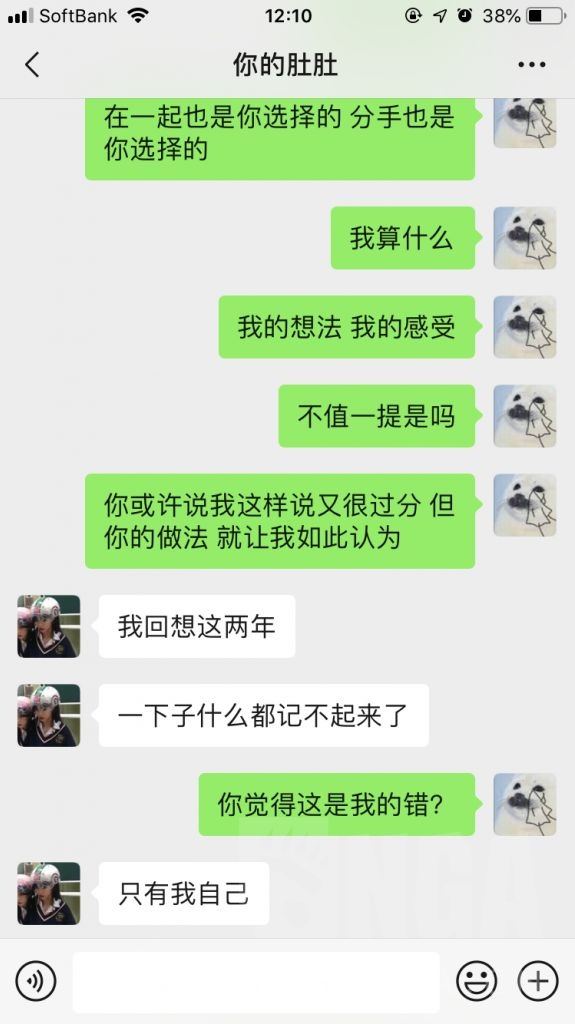 SoftBank 12:10 38%
你的肚肚
在一起也是你选择的 分手也是
你选择的
我算什么
我的想法 我的感受
不值一提是吗
你或许说我这样说又很过分 但
你的做法 就让我如此认为
我回想这两年
一下子什么都记不起来了
你觉得这是我的错?
只有我自己
NGA